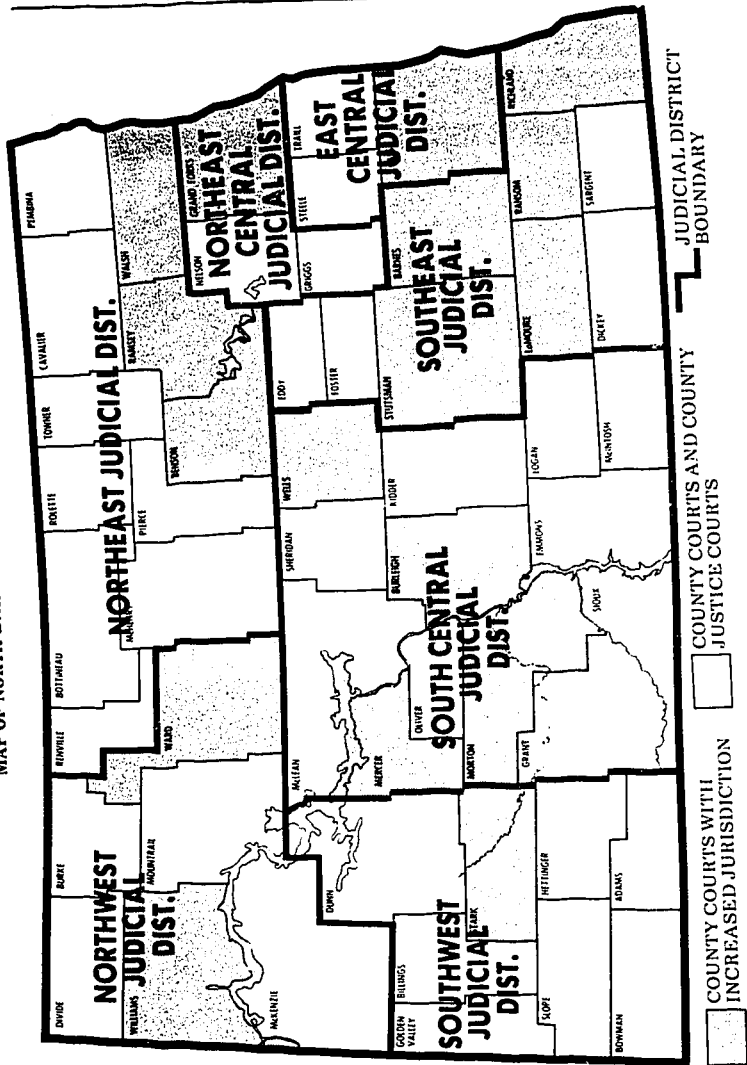 MAP OF NORTH
DIVIDE
BURKE
RENVILLE
BOTTINEAU
ROLETTE
TOWNER
CAVALIER
PEMBINA
NORTHWEST
JUDICIAL
DIST.
WILLIAMS
MOUNTRAIL
WARD
McKENZIE
NORTHEAST JUDICIAL DIST.
PIERCE
BENSON
RAMSEY
WALSH
NELSON
GRAND FORKS
NORTHEAST
CENTRAL
JUDICIAL DIST.
McLEAN
SHERIDAN
WELLS
EDDY
FOSTER
GRIGGS
STEELE
TRAILL
EAST
CENTRAL
JUDICIAL
DIST.
DUNN
MERCER
OLIVER
BURLEIGH
KIDDER
STUTSMAN
BARNES
SOUTHEAST
JUDICIAL
DIST.
GOLDEN
VALLEY
BILLINGS
STARK
SOUTHWEST
JUDICIAL
DIST.
MORTON
SOUTH CENTRAL
JUDICIAL
DIST.
SLOPE
HETTINGER
GRANT
SIOUX
EMMONS
LOGAN
LaMOURE
RANSOM
RICHLAND
BOWMAN
ADAMS
McINTOSH
DICKEY
SARGENT
COUNTY COURTS WITH
INCREASED JURISDICTION
COUNTY COURTS AND COUNTY
JUSTICE COURTS
JUDICIAL DISTRICT
BOUNDARY